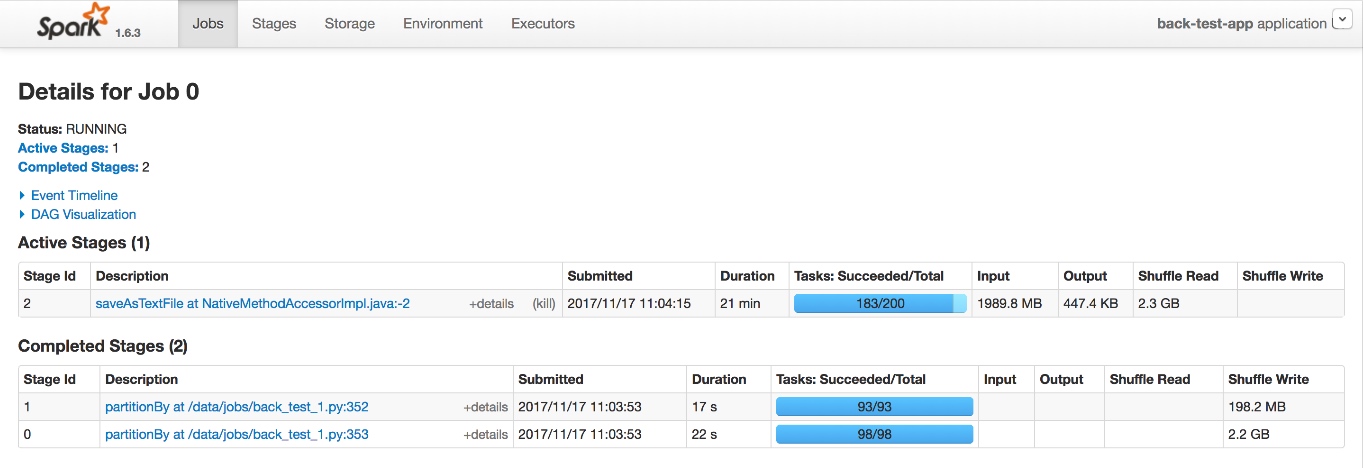 Spark 1.6.3 Jobs Stages Storage Environment Executors back-test-app application
Details for Job 0
Status: RUNNING
Active Stages: 1
Completed Stages: 2
Event Timeline
DAG Visualization
Active Stages (1)
Stage Id Description Submitted Duration Tasks: Succeeded/Total Input Output Shuffle Read Shuffle Write
2 saveAsTextFile at NativeMethodAccessorImpl.java:-2 +details (kill) 2017/11/17 11:04:15 21 min 183/200 1989.8 MB 447.4 KB 2.3 GB
Completed Stages (2)
Stage Id Description Submitted Duration Tasks: Succeeded/Total Input Output Shuffle Read Shuffle Write
1 partitionBy at /data/jobs/back_test_1.py:352 +details 2017/11/17 11:03:53 17 s 93/93 198.2 MB
0 partitionBy at /data/jobs/back_test_1.py:353 +details 2017/11/17 11:03:53 22 s 98/98 2.2 GB